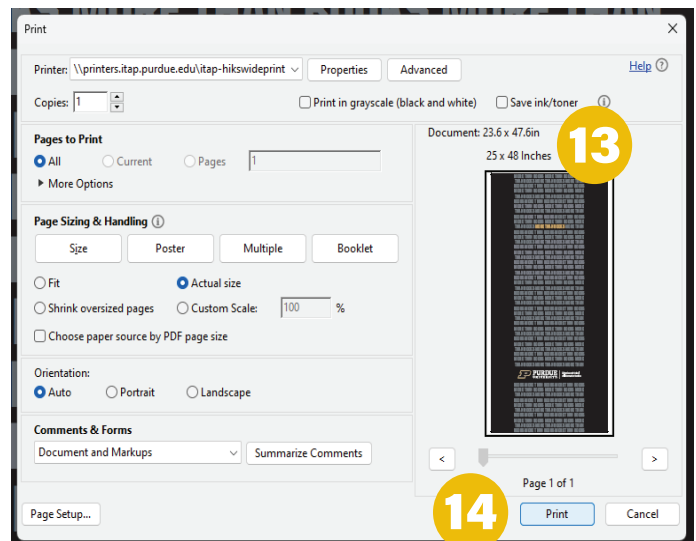 Print
Printer: \\printers.itap.purdue.edu\itap-hikswideprint Properties Advanced Help
Copies: 1 Print in grayscale (black and white) Save ink/toner
Pages to Print
All Current Pages 1
More Options
Page Sizing & Handling
Size Poster Multiple Booklet
Fit Actual size
Shrink oversized pages Custom Scale: 100 %
Choose paper source by PDF page size
Orientation:
Auto Portrait Landscape
Comments & Forms
Document and Markups Summarize Comments
Page Setup...
Document: 23.6 x 47.6in
13
25 x 48 Inches
P PURDUE
UNIVERSITY
< >
Page 1 of 1
14
Print Cancel